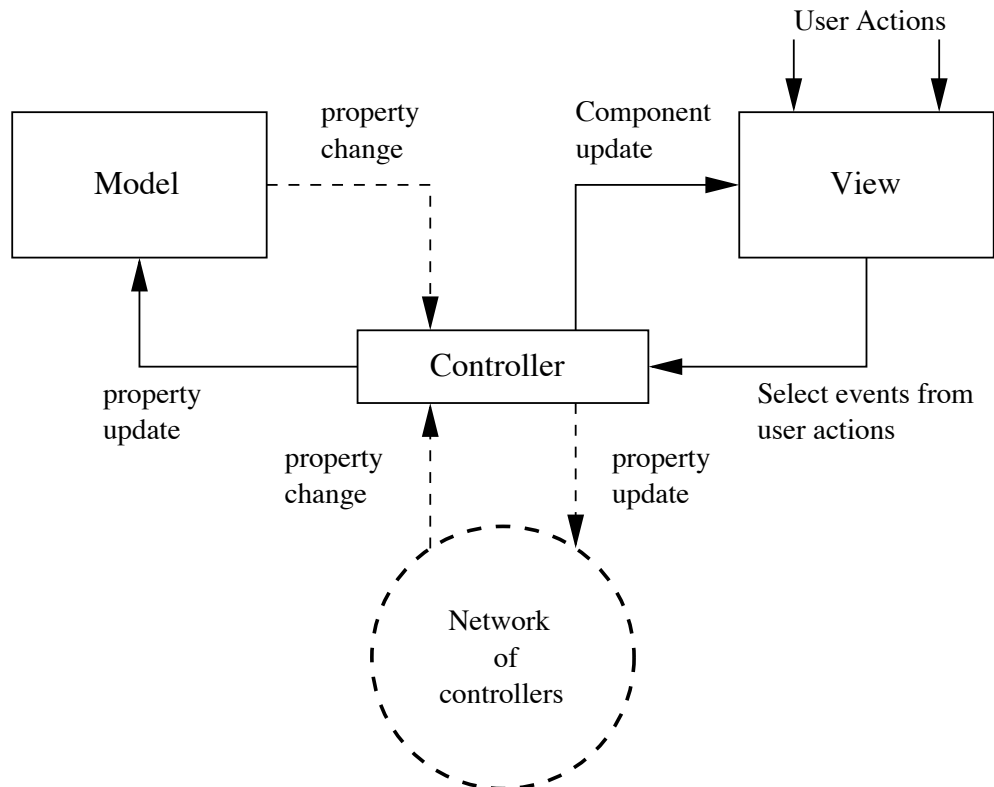 User Actions
property
change
Component
update
Model
View
Controller
property
update
Select events from
user actions
property
change
property
update
Network
of
controllers